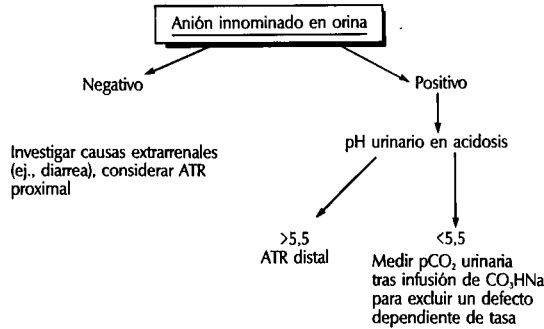 Anión innominado en orina
Negativo
Positivo
Investigar causas extrarrenales
(ej., diarrea), considerar ATR
proximal
pH urinario en acidosis
>5,5
ATR distal
<5,5
Medir pCO₂ urinaria
tras infusión de CO₃HNa
para excluir un defecto
dependiente de tasa